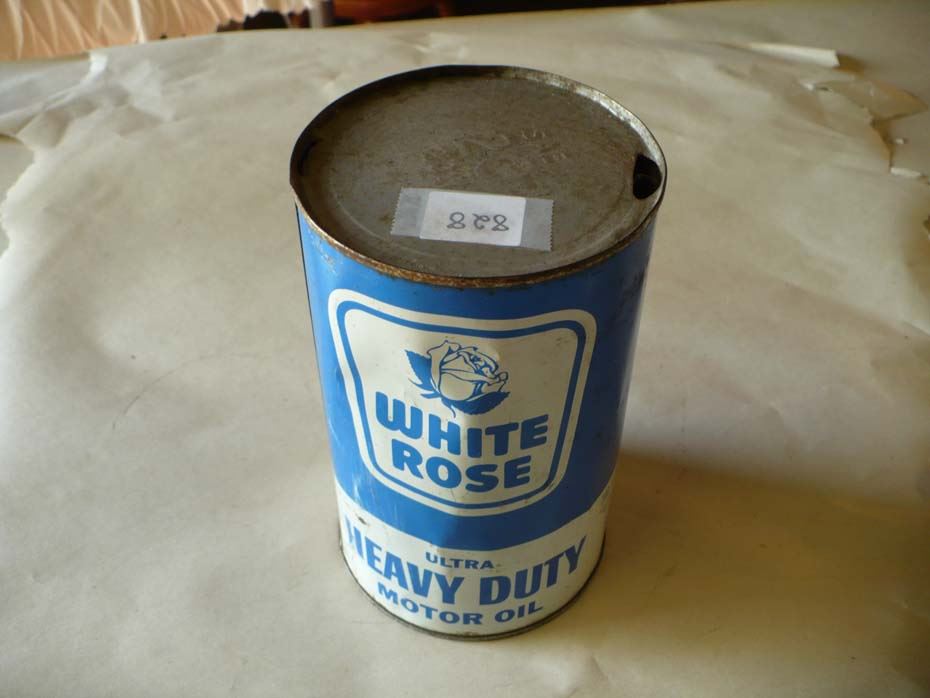 828
WHITE
ROSE
ULTRA
HEAVY DUTY
MOTOR OIL